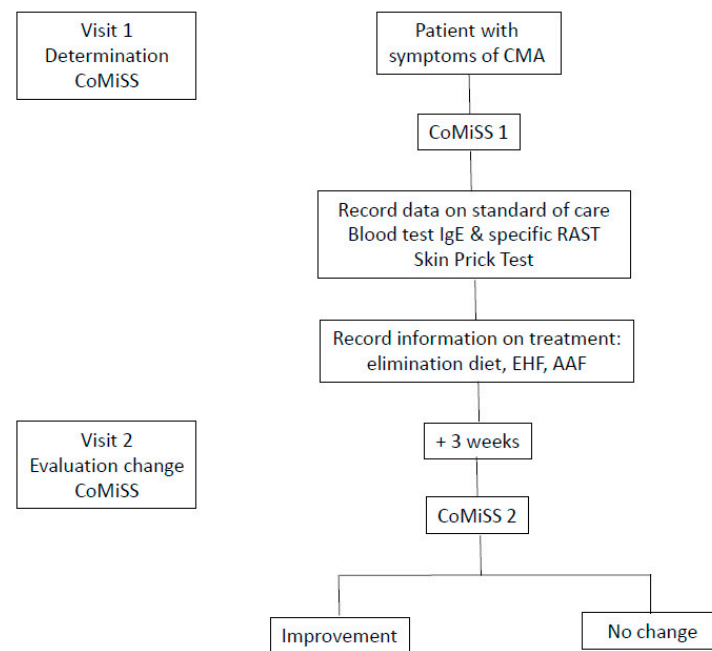 Visit 1
Determination
CoMiSS
Patient with
symptoms of CMA
CoMiSS 1
Record data on standard of care
Blood test IgE & specific RAST
Skin Prick Test
Record information on treatment:
elimination diet, EHF, AAF
Visit 2
Evaluation change
CoMiSS
+ 3 weeks
CoMiSS 2
Improvement
No change